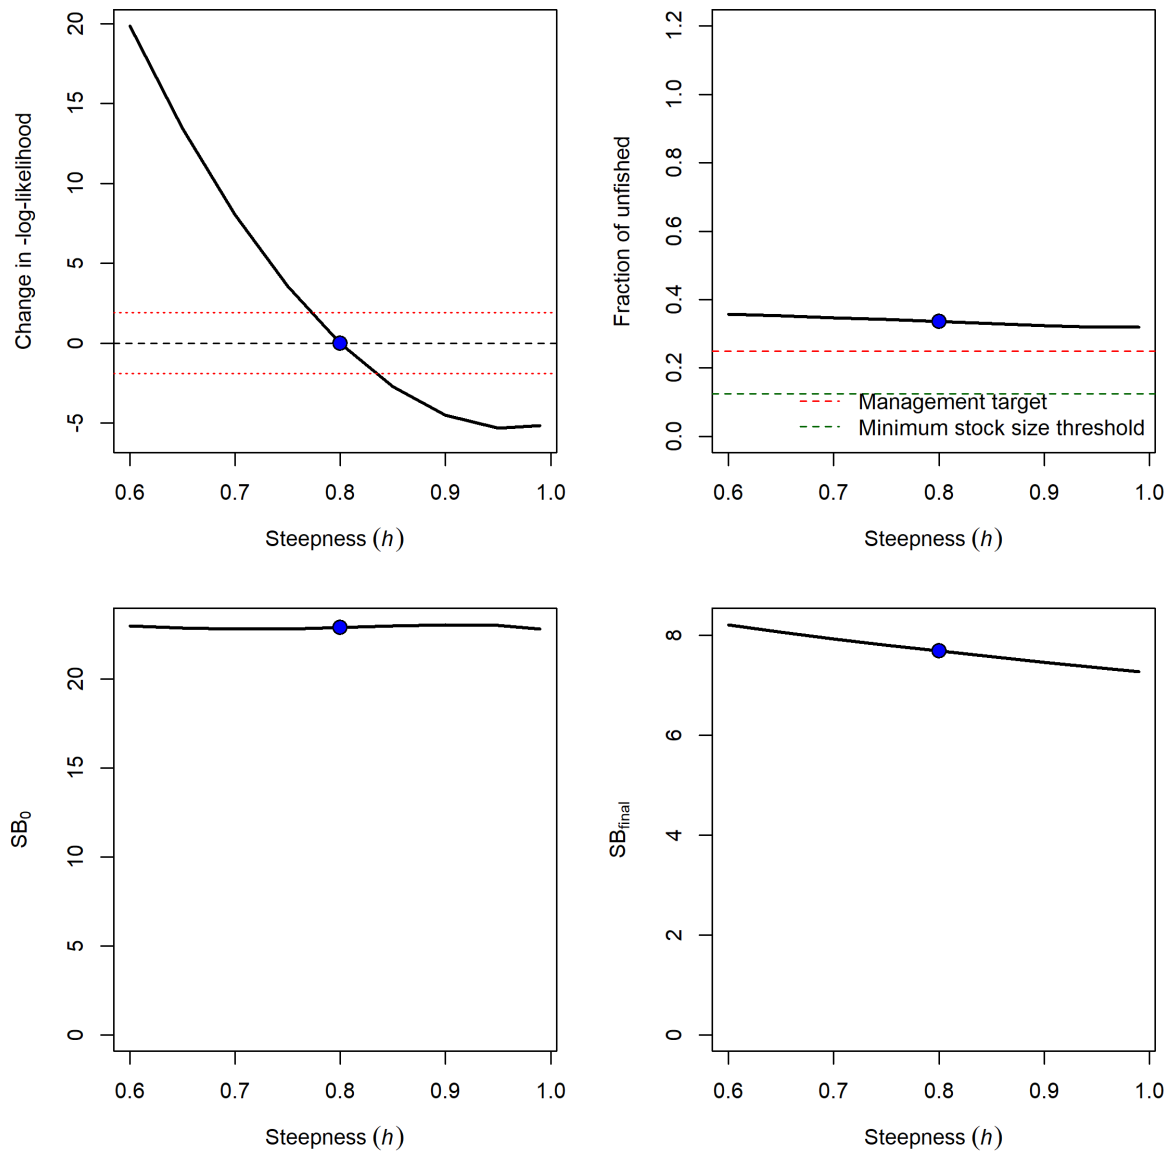 Change in -log-likelihood
20
15
10
5
0
-5
0.6 0.7 0.8 0.9 1.0
Steepness (h)
Fraction of unfished
1.2
1.0
0.8
0.6
0.4
0.2
0.0
Management target
Minimum stock size threshold
0.6 0.7 0.8 0.9 1.0
Steepness (h)
SB0
20
15
10
5
0
0.6 0.7 0.8 0.9 1.0
Steepness (h)
SBfinal
8
6
4
2
0
0.6 0.7 0.8 0.9 1.0
Steepness (h)